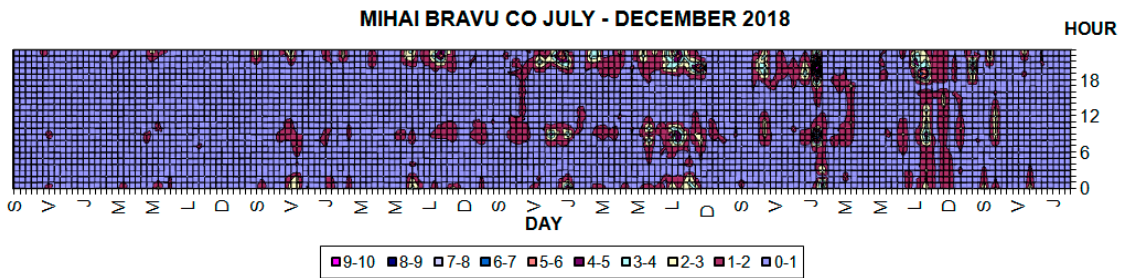 MIHAI BRAVU CO JULY - DECEMBER 2018
HOUR
18
12
6
0
S V J M M L D S V J M M L D S V J M M L D S V J M M L D S V J
DAY
9-10 8-9 7-8 6-7 5-6 4-5 3-4 2-3 1-2 0-1